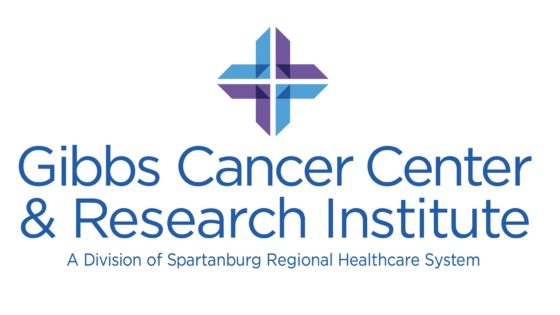 Gibbs Cancer Center
& Research Institute
A Division of Spartanburg Regional Healthcare System